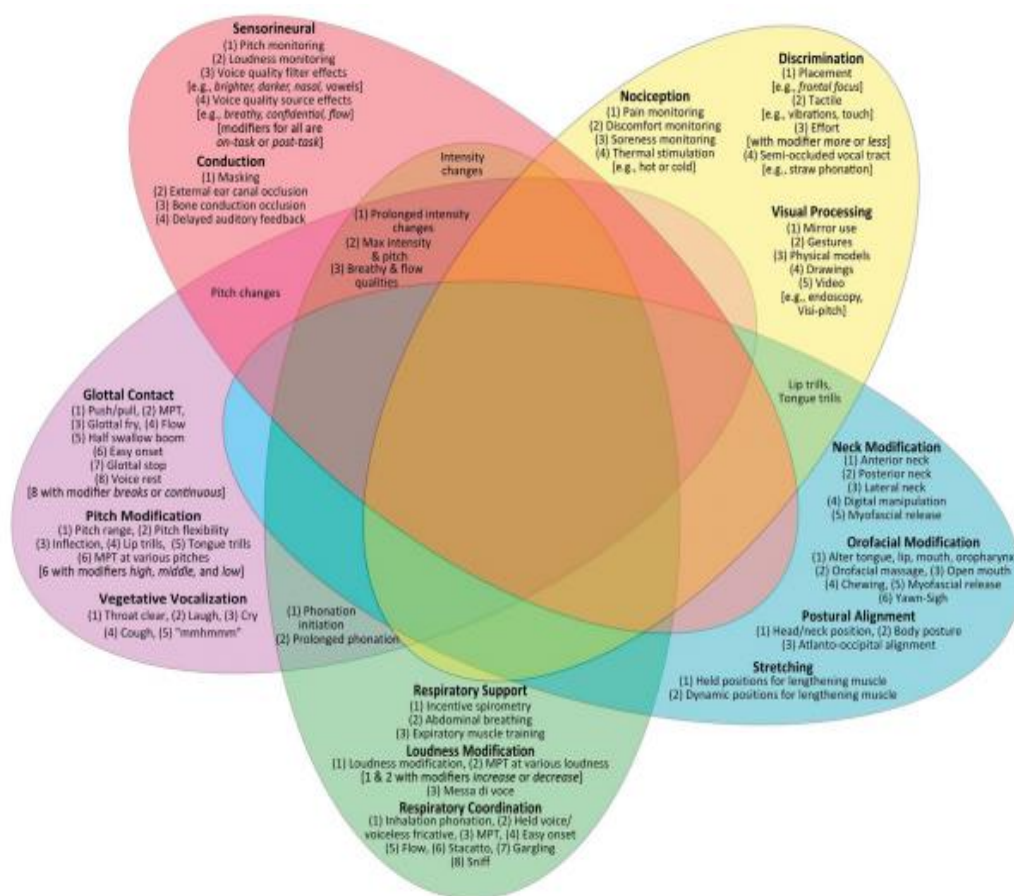 Sensorineural
(1) Pitch monitoring
(2) Loudness monitoring
(3) Voice quality filter effects
[e.g., brighter, darker, nasal, vowels]
(4) Voice quality source effects
[e.g., breathy, confidential, flow]
[modifiers for all are
on-task or post-task]
Conduction
(1) Masking
(2) External ear canal occlusion
(3) Bone conduction occlusion
(4) Delayed auditory feedback
Intensity
changes
(1) Prolonged intensity
changes
(2) Max intensity
& pitch
(3) Breathy & flow
qualities
Pitch changes
Nociception
(1) Pain monitoring
(2) Discomfort monitoring
(3) Soreness monitoring
(4) Thermal stimulation
[e.g., hot or cold]
Discrimination
(1) Placement
[e.g., frontal focus]
(2) Tactile
[e.g., vibrations, touch]
(3) Effort
[with modifier more or less]
(4) Semi-occluded vocal tract
[e.g., straw phonation]
Visual Processing
(1) Mirror use
(2) Gestures
(3) Physical models
(4) Drawings
(5) Video
[e.g., endoscopy,
Visi-pitch]
Lip trills,
Tongue trills
Glottal Contact
(1) Push/pull, (2) MPT,
(3) Glottal fry, (4) Flow
(5) Half swallow boom
(6) Easy onset
(7) Glottal stop
(8) Voice rest
[8 with modifier breaks or continuous]
Pitch Modification
(1) Pitch range, (2) Pitch flexibility
(3) Inflection, (4) Lip trills, (5) Tongue trills
(6) MPT at various pitches
[6 with modifiers high, middle, and low]
Vegetative Vocalization
(1) Throat clear, (2) Laugh, (3) Cry
(4) Cough, (5) "mmhmmm"
(1) Phonation
initiation
(2) Prolonged phonation
Neck Modification
(1) Anterior neck
(2) Posterior neck
(3) Lateral neck
(4) Digital manipulation
(5) Myofascial release
Orofacial Modification
(1) Alter tongue, lip, mouth, oropharynx
(2) Orofacial massage, (3) Open mouth
(4) Chewing, (5) Myofascial release
(6) Yawn-Sigh
Postural Alignment
(1) Head/neck position, (2) Body posture
(3) Atlanto-occipital alignment
Stretching
(1) Held positions for lengthening muscle
(2) Dynamic positions for lengthening muscle
Respiratory Support
(1) Incentive spirometry
(2) Abdominal breathing
(3) Expiratory muscle training
Loudness Modification
(1) Loudness modification, (2) MPT at various loudness
[1 & 2 with modifiers increase or decrease]
(3) Messa di voce
Respiratory Coordination
(1) Inhalation phonation, (2) Held voice/
voiceless fricative, (3) MPT, (4) Easy onset
(5) Flow, (6) Stacatto, (7) Gargling
(8) Sniff